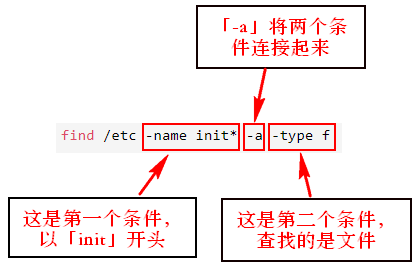 「-a」将两个条
件连接起来
find /etc -name init* -a -type f
这是第一个条件，
以「init」开头
这是第二个条件，
查找的是文件